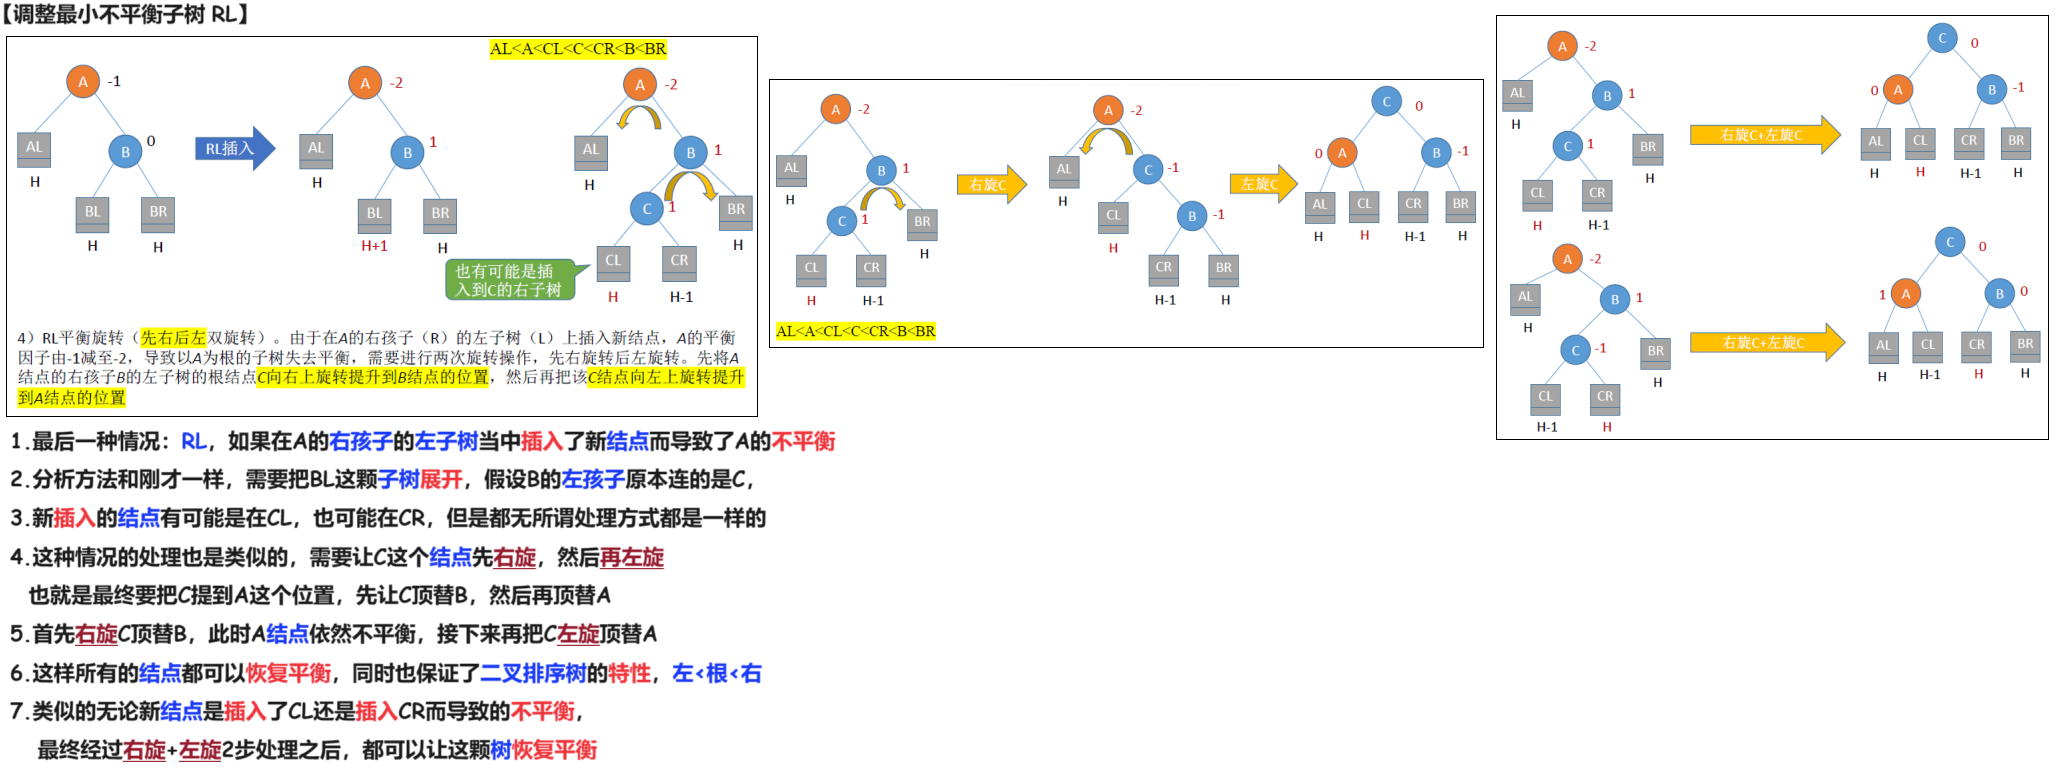 【调整最小不平衡子树 RL】
AL<A<CL<C<CR<B<BR
A -1
AL
H
B 0
BL
H
BR
H
RL插入
A -2
AL
H
B 1
BL
H+1
BR
H
A -2
AL
H
B 1
C 1
BR
H
CL
H
CR
H-1
也有可能是插
入到C的右子树
4）RL平衡旋转（先右后左双旋转）。由于在A的右孩子（R）的左子树（L）上插入新结点，A的平衡
因子由-1减至-2，导致以A为根的子树失去平衡，需要进行两次旋转操作，先右旋转后左旋转。先将A
结点的右孩子B的左子树的根结点C向右上旋转提升到B结点的位置，然后再把该C结点向左上旋转提升
到A结点的位置
A -2
AL
H
B 1
C 1
BR
H
CL
H
CR
H-1
AL<A<CL<C<CR<B<BR
右旋C
A -2
AL
H
C -1
CL
H
B -1
CR
H-1
BR
H
左旋C
C 0
0 A
B -1
AL CL CR BR
H H H-1 H
A -2
AL
H
B 1
C 1
BR
H
CL
H
CR
H-1
右旋C+左旋C
C 0
0 A
B -1
AL CL CR BR
H H H-1 H
A -2
AL
H
B 1
C -1
BR
H
CL
H-1
CR
H
右旋C+左旋C
C 0
1 A
B 0
AL CL CR BR
H H-1 H H
1.最后一种情况：RL，如果在A的右孩子的左子树当中插入了新结点而导致了A的不平衡
2.分析方法和刚才一样，需要把BL这颗子树展开，假设B的左孩子原本连的是C，
3.新插入的结点有可能是在CL，也可能在CR，但是都无所谓处理方式都是一样的
4.这种情况的处理也是类似的，需要让C这个结点先右旋，然后再左旋
也就是最终要把C提到A这个位置，先让C顶替B，然后再顶替A
5.首先右旋C顶替B，此时A结点依然不平衡，接下来再把C左旋顶替A
6.这样所有的结点都可以恢复平衡，同时也保证了二叉排序树的特性，左<根<右
7.类似的无论新结点是插入了CL还是插入CR而导致的不平衡，
最终经过右旋+左旋2步处理之后，都可以让这颗树恢复平衡